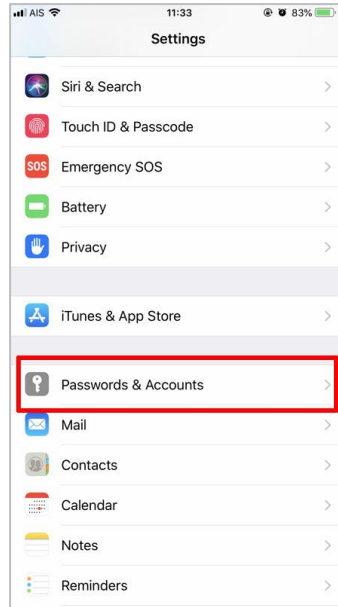 AIS 11:33 83%
Settings
Siri & Search
Touch ID & Passcode
SOS Emergency SOS
Battery
Privacy
iTunes & App Store
Passwords & Accounts
Mail
Contacts
Calendar
Notes
Reminders